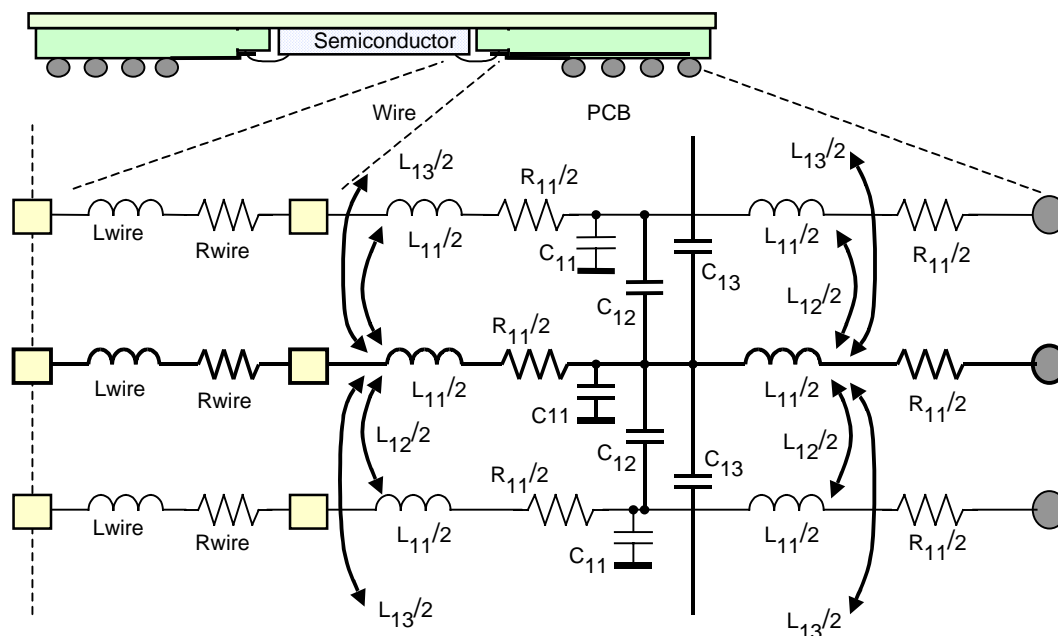 Semiconductor
Wire
PCB
L13/2
L13/2
R11/2
Lwire
Rwire
L11/2
C11
C13
L11/2
R11/2
C12
L12/2
R11/2
Lwire
Rwire
L11/2
C11
L11/2
R11/2
L12/2
C12
C13
L12/2
R11/2
Lwire
Rwire
L11/2
C11
L11/2
R11/2
L13/2
L13/2